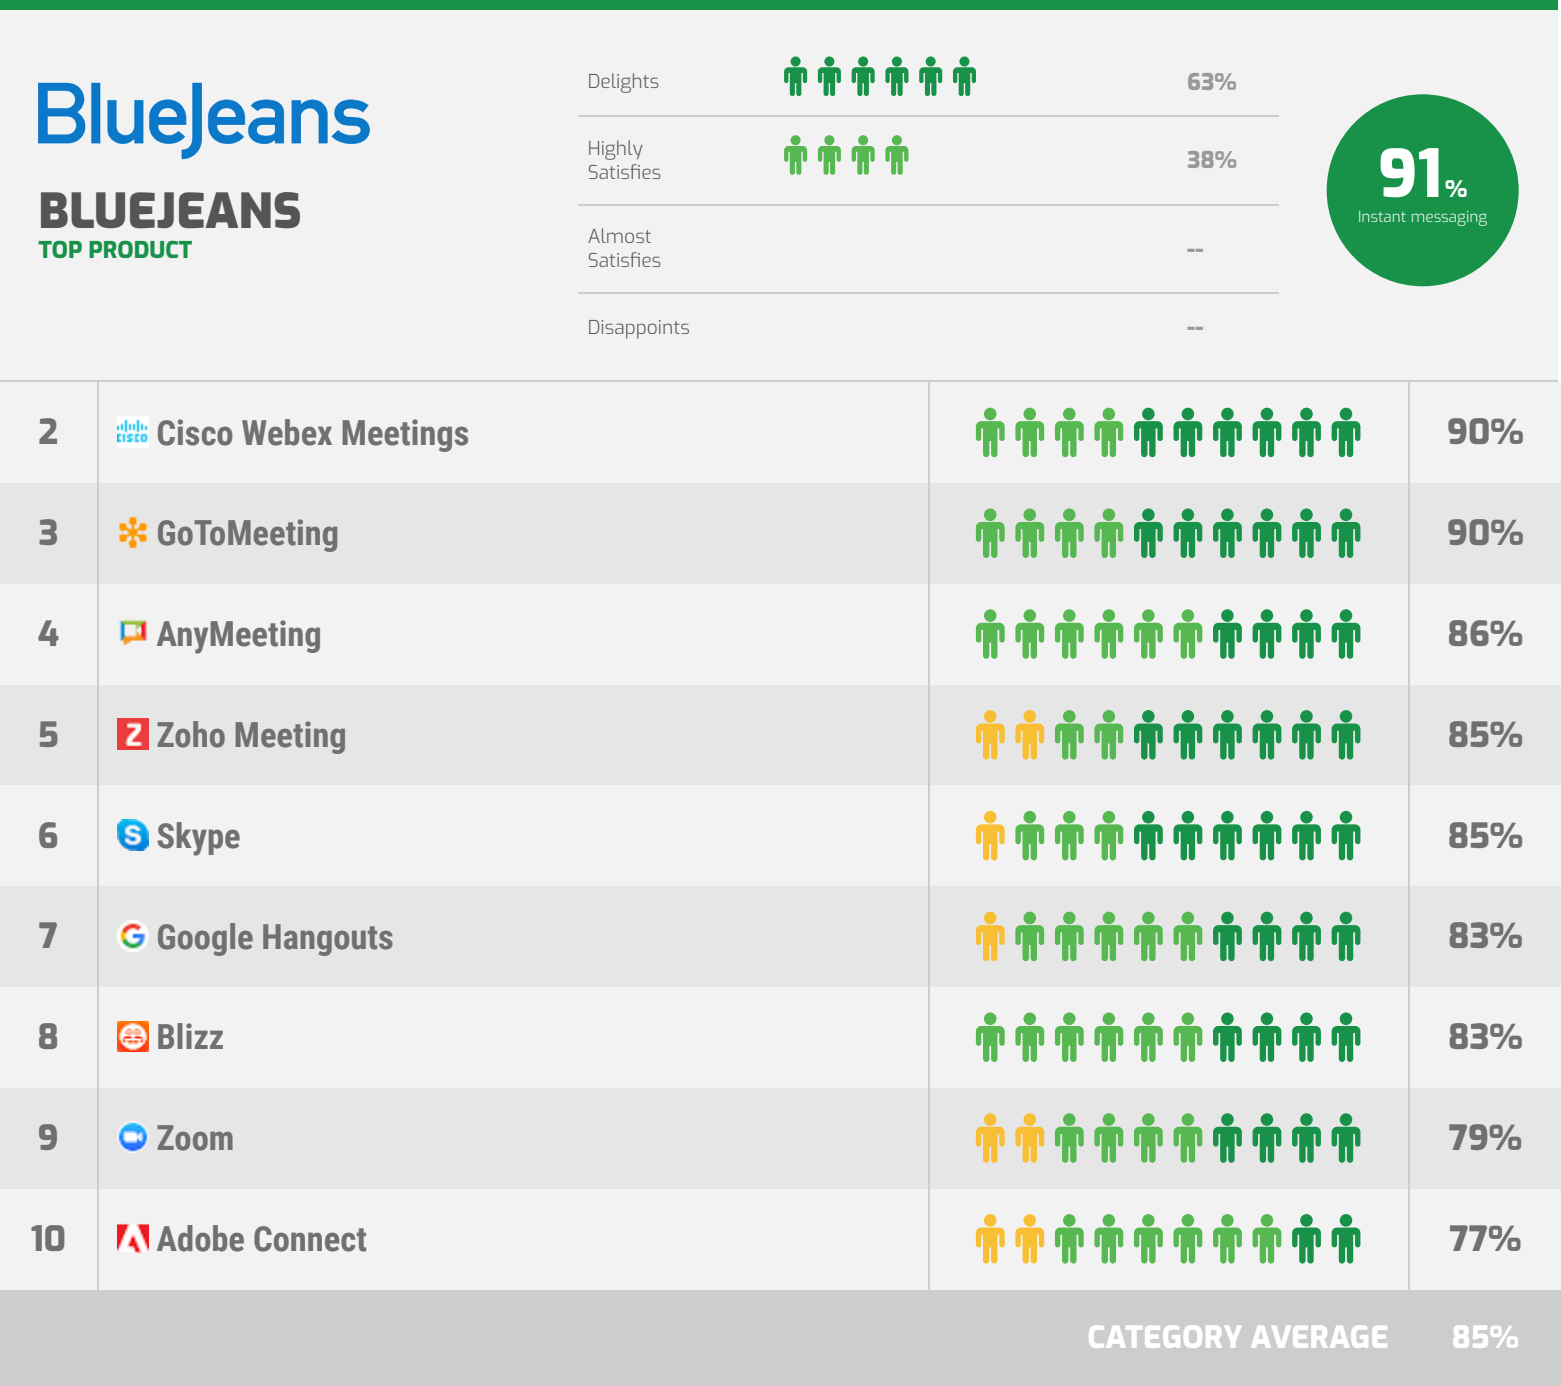 BlueJeans
BLUEJEANS
TOP PRODUCT
Delights 63%
Highly
Satisfies 38%
Almost
Satisfies --
Disappoints --
91%
Instant messaging
2 CISCO Cisco Webex Meetings 90%
3 GoToMeeting 90%
4 AnyMeeting 86%
5 Z Zoho Meeting 85%
6 S Skype 85%
7 G Google Hangouts 83%
8 Blizz 83%
9 Zoom 79%
10 Adobe Connect 77%
CATEGORY AVERAGE 85%